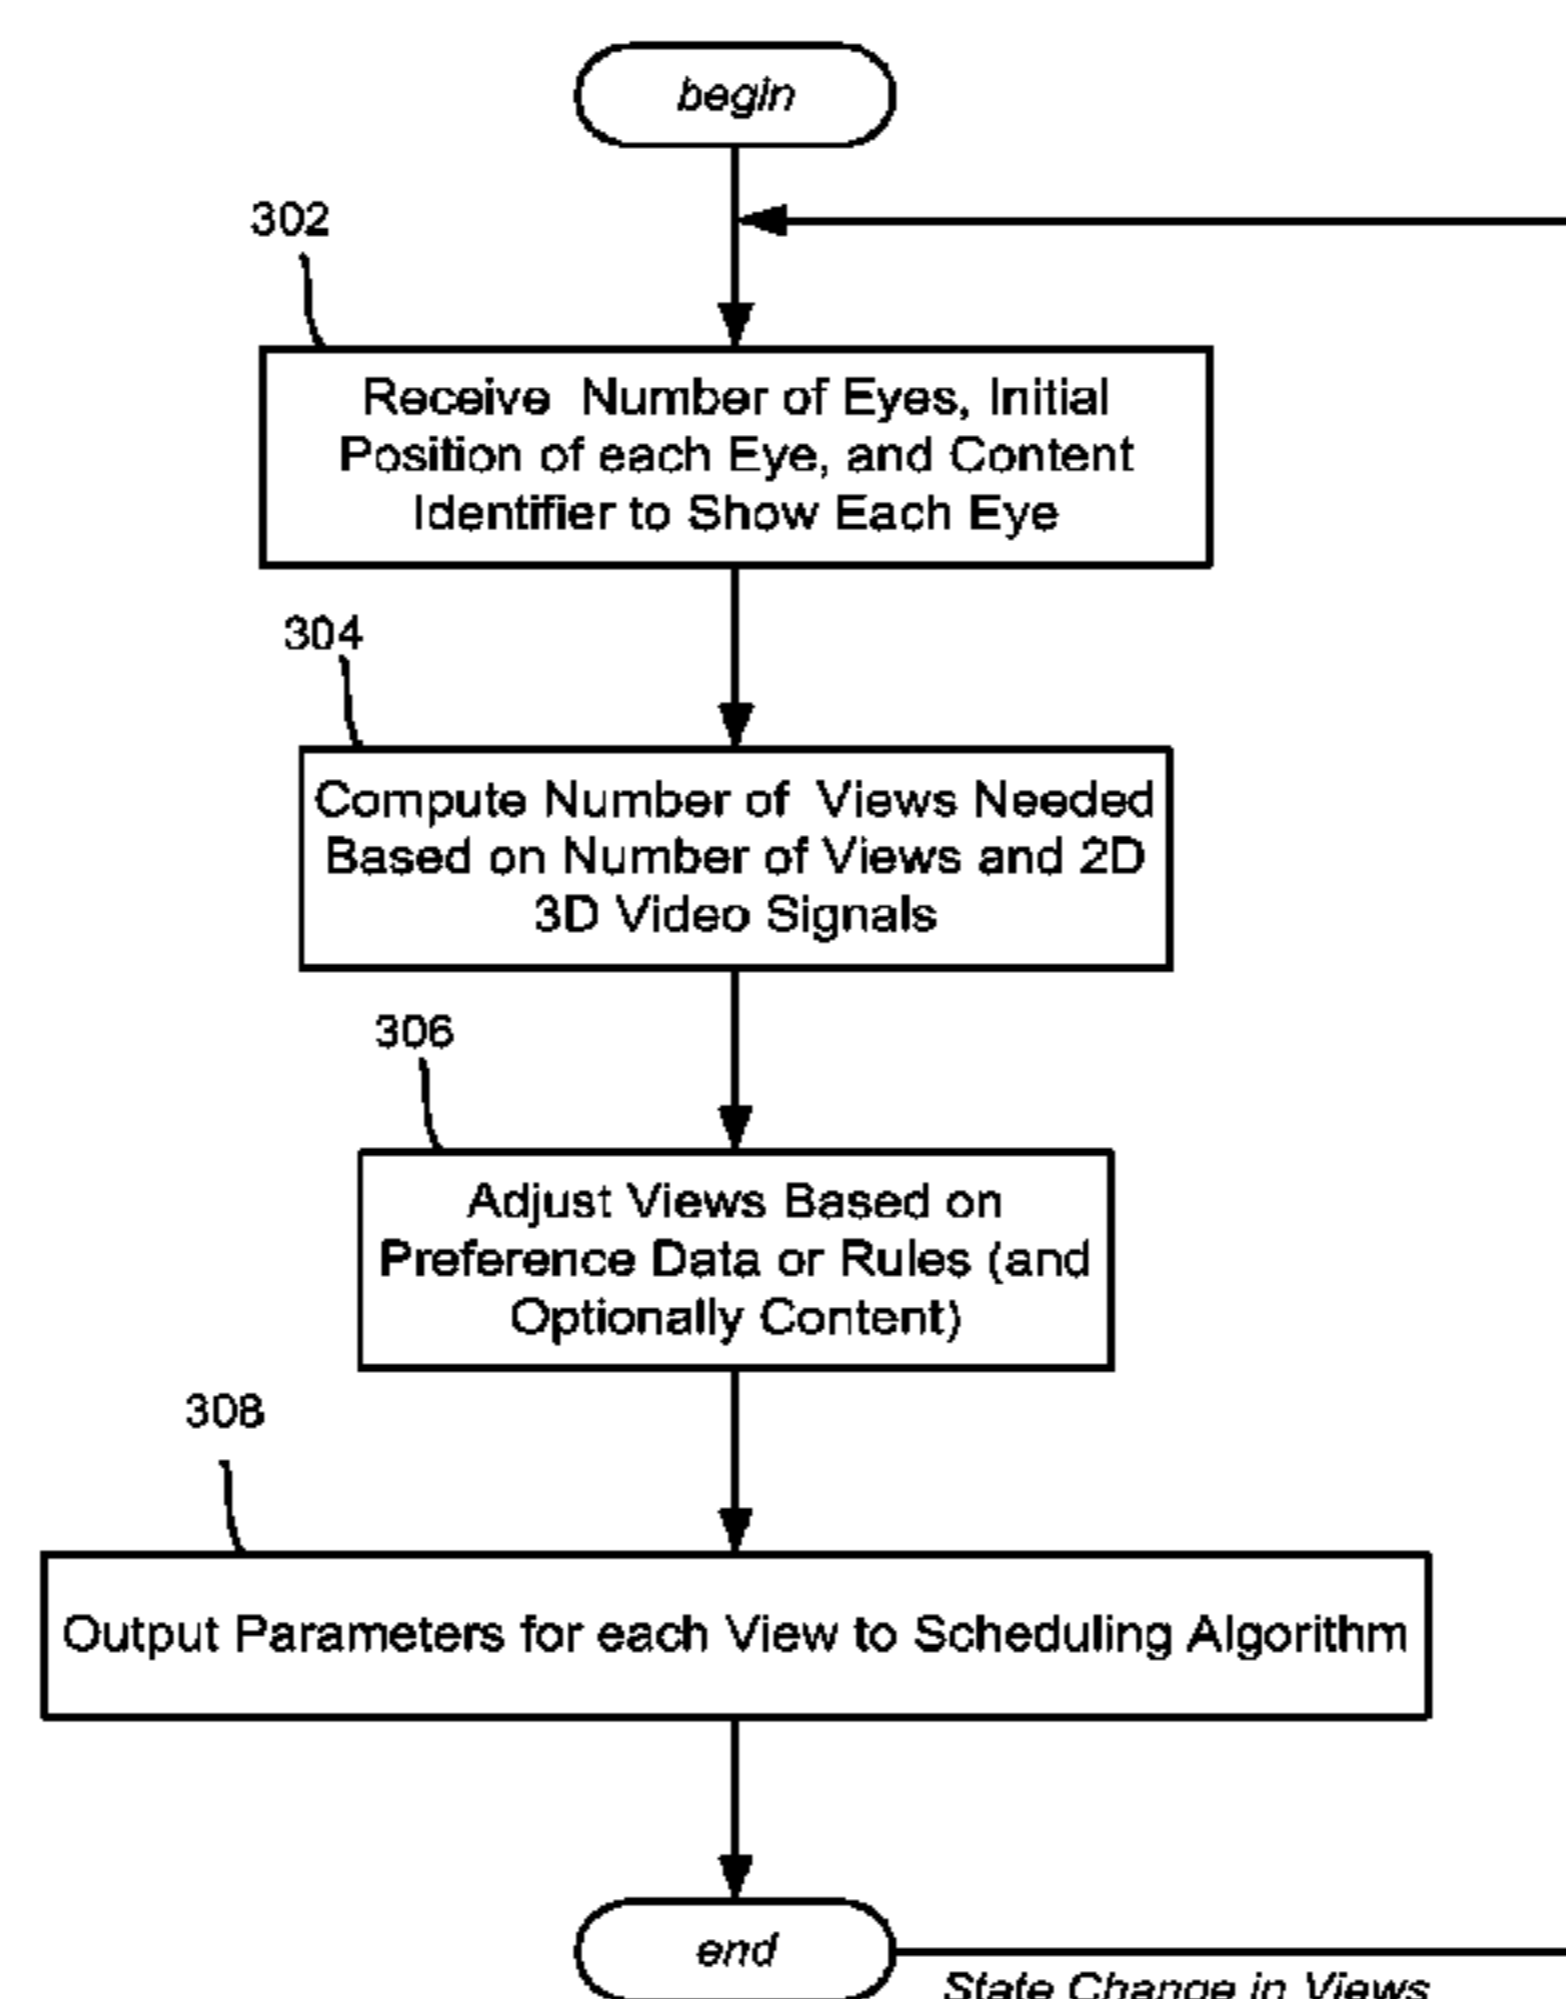 begin
302
Receive Number of Eyes, Initial
Position of each Eye, and Content
Identifier to Show Each Eye
304
Compute Number of Views Needed
Based on Number of Views and 2D
3D Video Signals
306
Adjust Views Based on
Preference Data or Rules (and
Optionally Content)
308
Output Parameters for each View to Scheduling Algorithm
end
State Change in Views